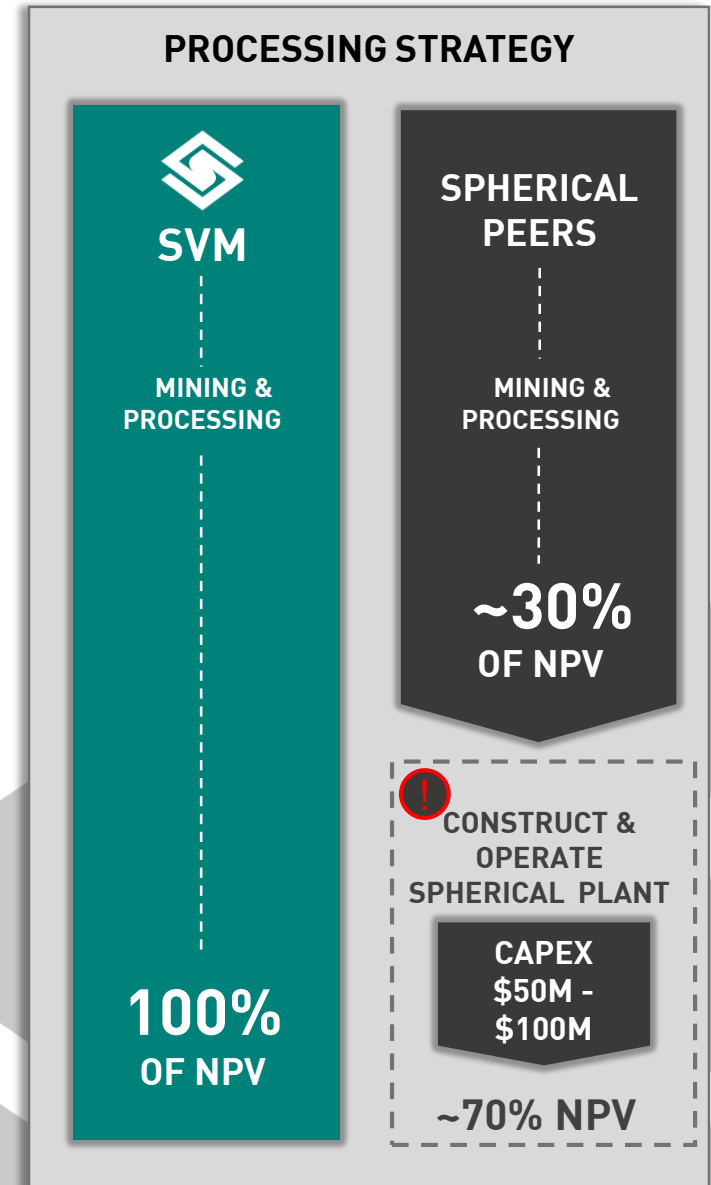 PROCESSING STRATEGY
SVM
MINING &
PROCESSING
100%
OF NPV
SPHERICAL
PEERS
MINING &
PROCESSING
~30%
OF NPV
!
CONSTRUCT &
OPERATE
SPHERICAL PLANT
CAPEX
$50M -
$100M
~70% NPV